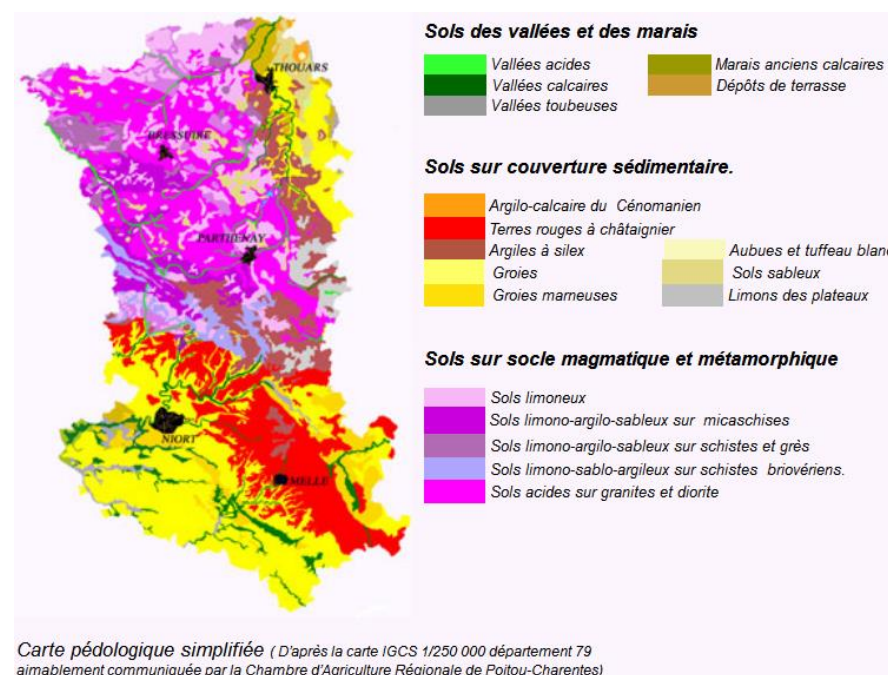 THOUARS
BRESSUIRE
PARTHENAY
NIORT
MELLE
Sols des vallées et des marais
Vallées acides
Marais anciens calcaires
Vallées calcaires
Dépôts de terrasse
Vallées toubeuses
Sols sur couverture sédimentaire.
Argilo-calcaire du Cénomanien
Terres rouges à châtaignier
Argiles à silex
Aubues et tuffeau blanc
Groies
Sols sableux
Groies marneuses
Limons des plateaux
Sols sur socle magmatique et métamorphique
Sols limoneux
Sols limono-argilo-sableux sur micaschises
Sols limono-argilo-sableux sur schistes et grès
Sols limono-sablo-argileux sur schistes briovériens.
Sols acides sur granites et diorite
Carte pédologique simplifiée ( D'après la carte IGCS 1/250 000 département 79
aimablement communiquée par la Chambre d'Agriculture Régionale de Poitou-Charentes)